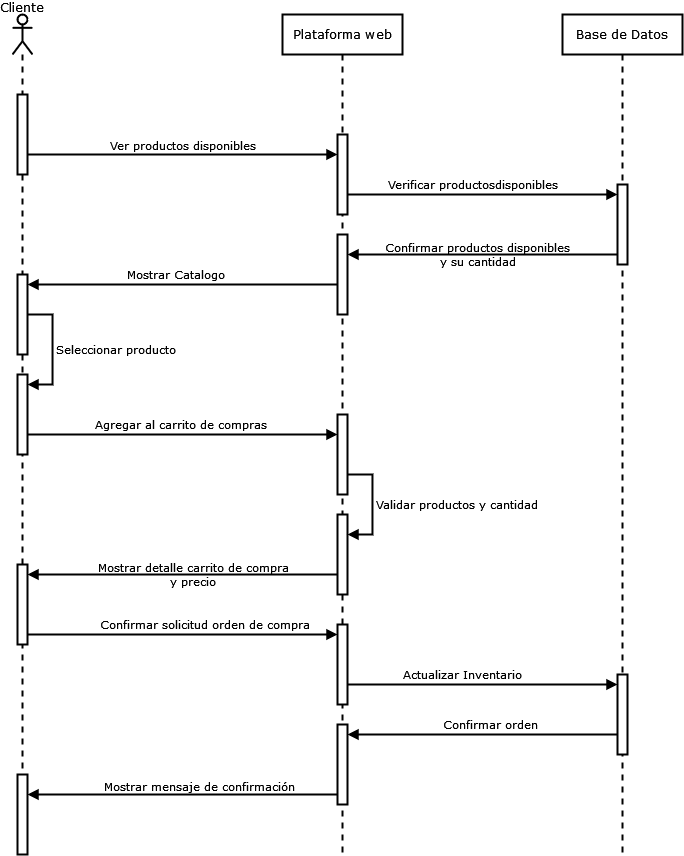 Cliente
Plataforma web
Base de Datos
Ver productos disponibles
Verificar productosdisponibles
Confirmar productos disponibles
y su cantidad
Mostrar Catalogo
Seleccionar producto
Agregar al carrito de compras
Validar productos y cantidad
Mostrar detalle carrito de compra
y precio
Confirmar solicitud orden de compra
Actualizar Inventario
Confirmar orden
Mostrar mensaje de confirmación